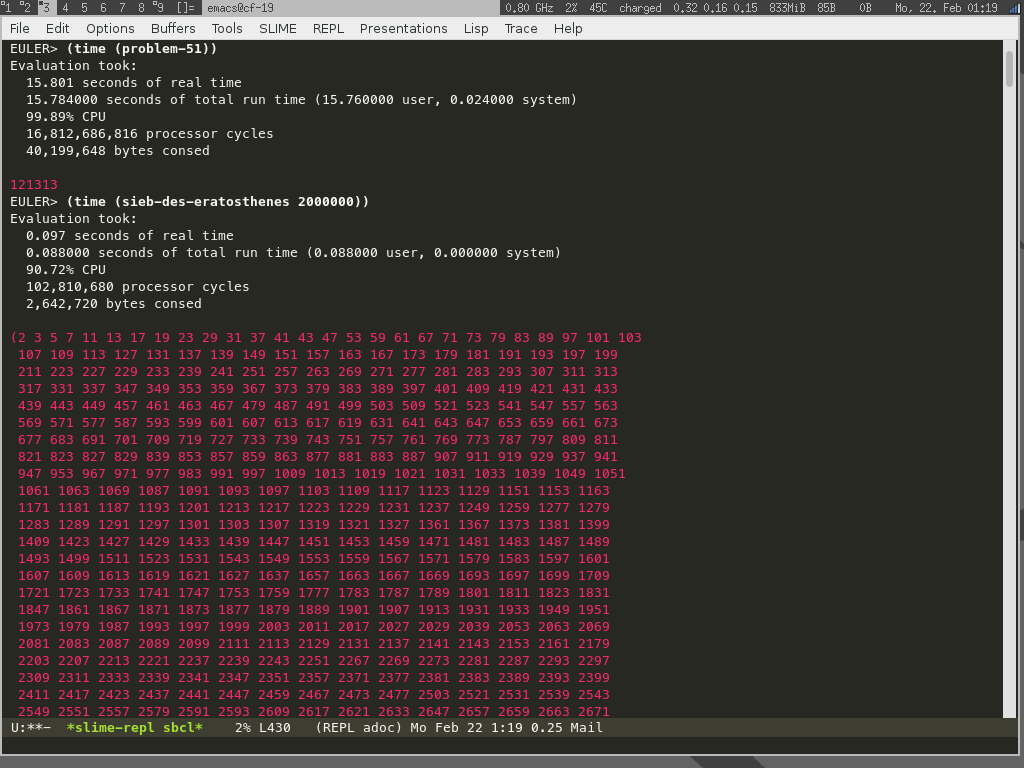 1 2 3 4 5 6 7 8 9 []= emacs@cf-19 0.80 GHz 2% 45C charged 0.32 0.16 0.15 833MiB 85B 0B Mo, 22. Feb 01:19
File Edit Options Buffers Tools SLIME REPL Presentations Lisp Trace Help
EULER> (time (problem-51))
Evaluation took:
15.801 seconds of real time
15.784000 seconds of total run time (15.760000 user, 0.024000 system)
99.89% CPU
16,812,686,816 processor cycles
40,199,648 bytes consed
121313
EULER> (time (sieb-des-eratosthenes 2000000))
Evaluation took:
0.097 seconds of real time
0.088000 seconds of total run time (0.088000 user, 0.000000 system)
90.72% CPU
102,810,680 processor cycles
2,642,720 bytes consed
(2 3 5 7 11 13 17 19 23 29 31 37 41 43 47 53 59 61 67 71 73 79 83 89 97 101 103
107 109 113 127 131 137 139 149 151 157 163 167 173 179 181 191 193 197 199
211 223 227 229 233 239 241 251 257 263 269 271 277 281 283 293 307 311 313
317 331 337 347 349 353 359 367 373 379 383 389 397 401 409 419 421 431 433
439 443 449 457 461 463 467 479 487 491 499 503 509 521 523 541 547 557 563
569 571 577 587 593 599 601 607 613 617 619 631 641 643 647 653 659 661 673
677 683 691 701 709 719 727 733 739 743 751 757 761 769 773 787 797 809 811
821 823 827 829 839 853 857 859 863 877 881 883 887 907 911 919 929 937 941
947 953 967 971 977 983 991 997 1009 1013 1019 1021 1031 1033 1039 1049 1051
1061 1063 1069 1087 1091 1093 1097 1103 1109 1117 1123 1129 1151 1153 1163
1171 1181 1187 1193 1201 1213 1217 1223 1229 1231 1237 1249 1259 1277 1279
1283 1289 1291 1297 1301 1303 1307 1319 1321 1327 1361 1367 1373 1381 1399
1409 1423 1427 1429 1433 1439 1447 1451 1453 1459 1471 1481 1483 1487 1489
1493 1499 1511 1523 1531 1543 1549 1553 1559 1567 1571 1579 1583 1597 1601
1607 1609 1613 1619 1621 1627 1637 1657 1663 1667 1669 1693 1697 1699 1709
1721 1723 1733 1741 1747 1753 1759 1777 1783 1787 1789 1801 1811 1823 1831
1847 1861 1867 1871 1873 1877 1879 1889 1901 1907 1913 1931 1933 1949 1951
1973 1979 1987 1993 1997 1999 2003 2011 2017 2027 2029 2039 2053 2063 2069
2081 2083 2087 2089 2099 2111 2113 2129 2131 2137 2141 2143 2153 2161 2179
2203 2207 2213 2221 2237 2239 2243 2251 2267 2269 2273 2281 2287 2293 2297
2309 2311 2333 2339 2341 2347 2351 2357 2371 2377 2381 2383 2389 2393 2399
2411 2417 2423 2437 2441 2447 2459 2467 2473 2477 2503 2521 2531 2539 2543
2549 2551 2557 2579 2591 2593 2609 2617 2621 2633 2647 2657 2659 2663 2671
U:**- *slime-repl sbcl* 2% L430 (REPL adoc) Mo Feb 22 1:19 0.25 Mail